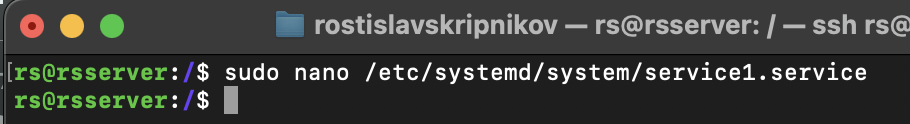 rostislavskripnikov — rs@rsserver: / — ssh rs@
[rs@rsserver:/$ sudo nano /etc/systemd/system/service1.service
rs@rsserver:/$